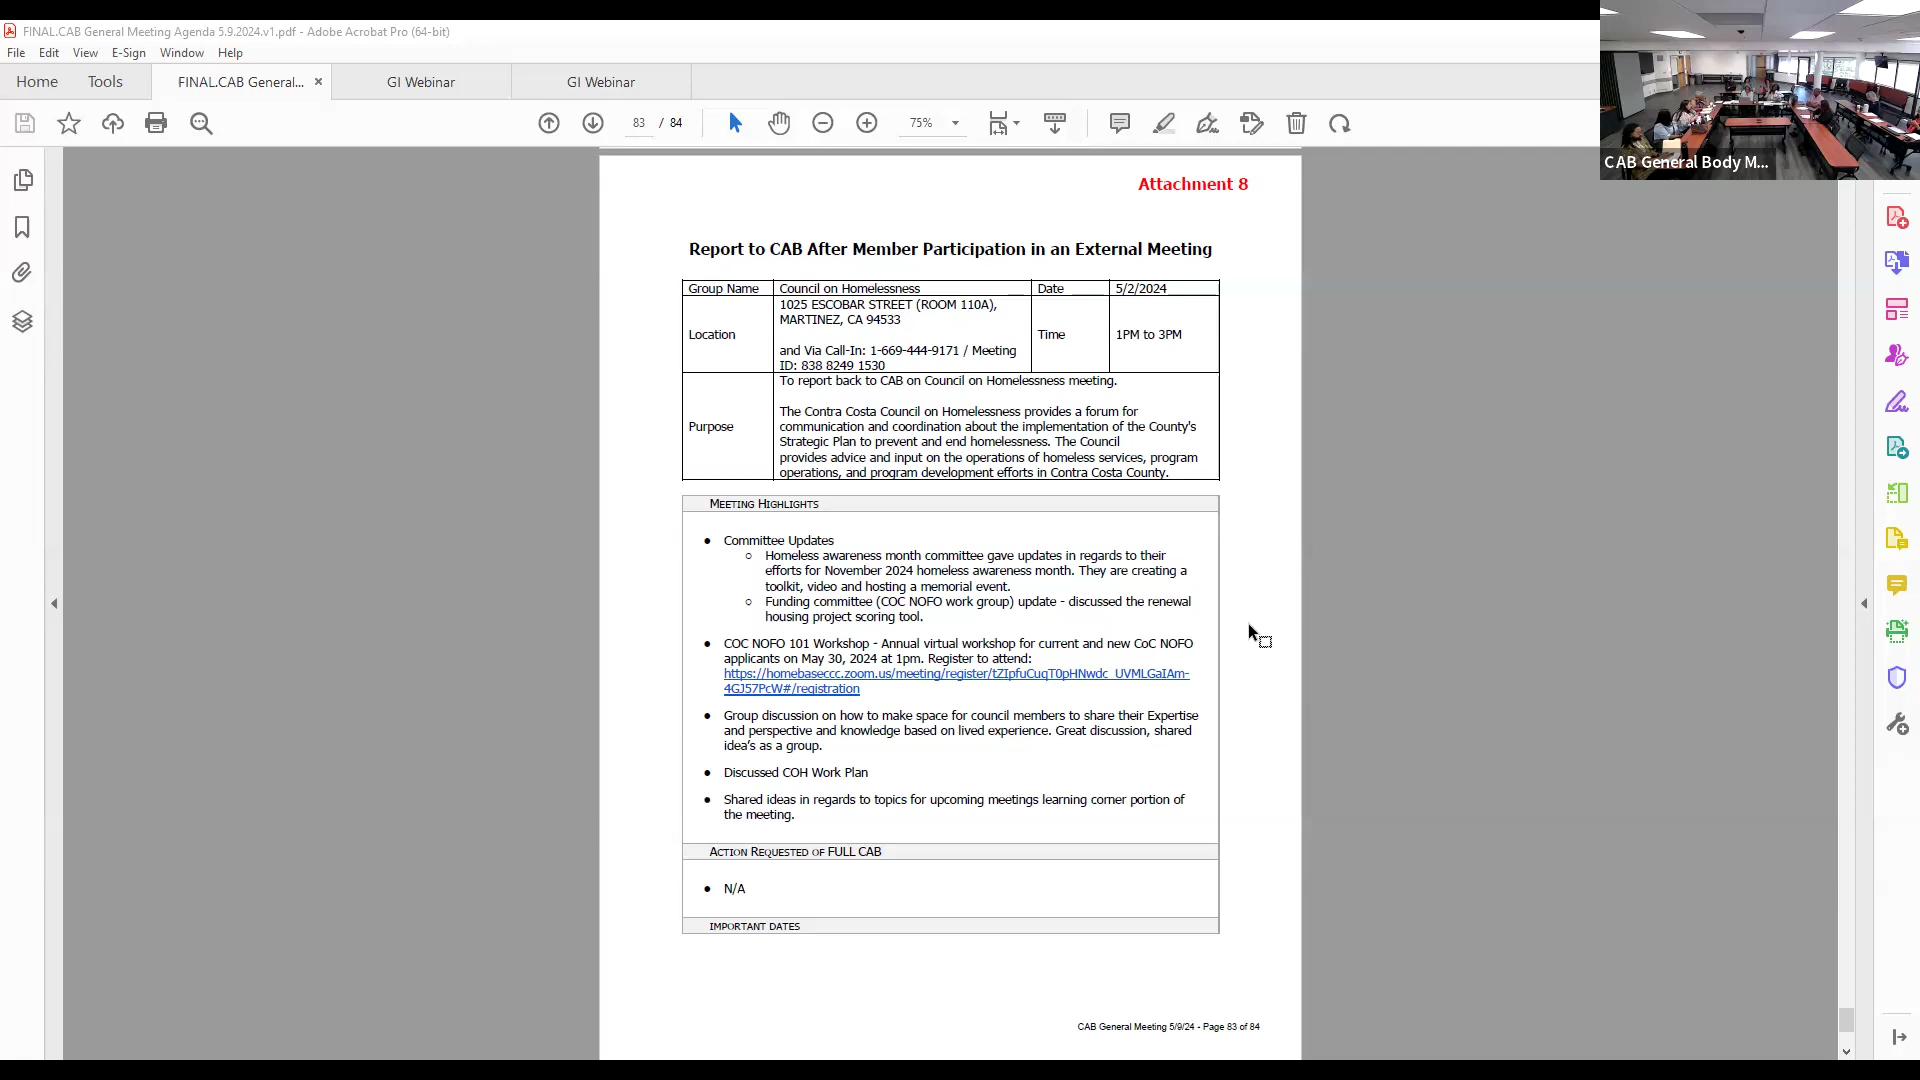 FINAL.CAB General Meeting Agenda 5.9.2024.v1.pdf - Adobe Acrobat Pro (64-bit)
File Edit View E-Sign Window Help
Home Tools FINAL.CAB General... × GI Webinar GI Webinar
83 / 84 75%
CAB General Body M...
Attachment 8
Report to CAB After Member Participation in an External Meeting
Group Name Council on Homelessness Date 5/2/2024
Location
1025 ESCOBAR STREET (ROOM 110A),
MARTINEZ, CA 94533
and Via Call-In: 1-669-444-9171 / Meeting
ID: 838 8249 1530
Time 1PM to 3PM
Purpose
To report back to CAB on Council on Homelessness meeting.
The Contra Costa Council on Homelessness provides a forum for
communication and coordination about the implementation of the County's
Strategic Plan to prevent and end homelessness. The Council
provides advice and input on the operations of homeless services, program
operations, and program development efforts in Contra Costa County.
MEETING HIGHLIGHTS
● Committee Updates
○ Homeless awareness month committee gave updates in regards to their
efforts for November 2024 homeless awareness month. They are creating a
toolkit, video and hosting a memorial event.
○ Funding committee (COC NOFO work group) update - discussed the renewal
housing project scoring tool.
● COC NOFO 101 Workshop - Annual virtual workshop for current and new CoC NOFO
applicants on May 30, 2024 at 1pm. Register to attend:
https://homebaseccc.zoom.us/meeting/register/tZIpfuCuqT0pHNwdc_UVMLGaIAm-
4GJ57PcW#/registration
● Group discussion on how to make space for council members to share their Expertise
and perspective and knowledge based on lived experience. Great discussion, shared
idea's as a group.
● Discussed COH Work Plan
● Shared ideas in regards to topics for upcoming meetings learning corner portion of
the meeting.
ACTION REQUESTED OF FULL CAB
● N/A
IMPORTANT DATES
CAB General Meeting 5/9/24 - Page 83 of 84